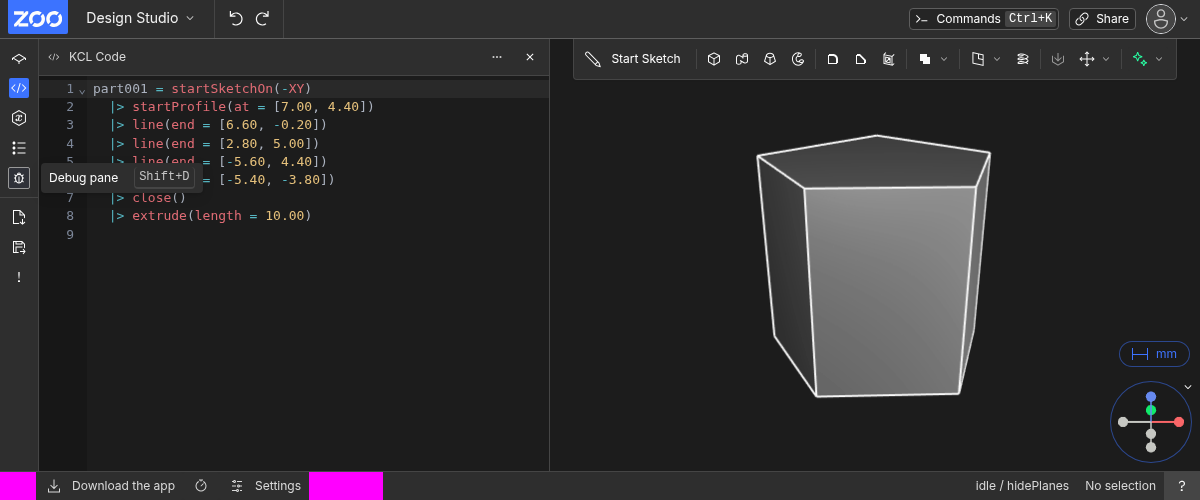 ZOO Design Studio Commands Ctrl+K Share
KCL Code Start Sketch
1 part001 = startSketchOn(-XY)
2 |> startProfile(at = [7.00, 4.40])
3 |> line(end = [6.60, -0.20])
4 |> line(end = [2.80, 5.00])
5 |> line(end = [-5.60, 4.40])
Debug pane Shift+D = [-5.40, -3.80])
7 |> close()
8 |> extrude(length = 10.00)
9
mm
Download the app Settings idle / hidePlanes No selection ?